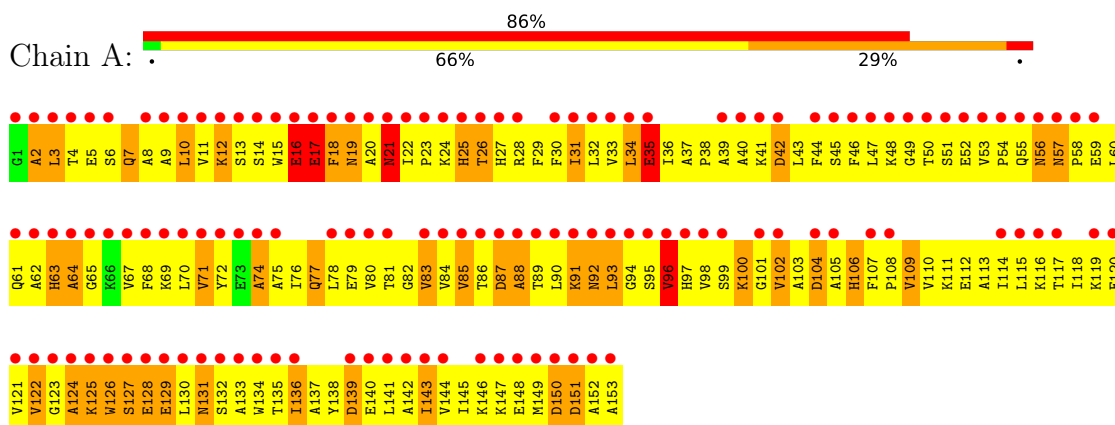 86%
Chain A:
66% 29%
G1 A2 L3 T4 E5 S6 Q7 A8 A9 L10 V11 K12 S13 S14 W15 E16 E17 F18 N19 A20 N21 I22 P23 K24 H25 T26 H27 R28 F29 F30 I31 L32 V33 L34 E35 I36 A37 P38 A39 A40 K41 D42 L43 F44 S45 F46 L47 K48 G49 T50 S51 E52 V53 P54 Q55 N56 N57 P58 E59 L60
Q61 A62 H63 A64 G65 K66 V67 F68 K69 L70 V71 Y72 E73 A74 A75 I76 Q77 L78 E79 V80 T81 G82 V83 V84 V85 T86 D87 A88 T89 L90 K91 N92 L93 G94 S95 V96 H97 V98 S99 K100 G101 V102 A103 D104 A105 H106 F107 P108 V109 V110 K111 E112 A113 I114 L115 K116 T117 I118 K119 E120
V121 V122 G123 A124 K125 W126 S127 E128 E129 L130 N131 S132 A133 W134 T135 I136 A137 Y138 D139 E140 L141 A142 I143 V144 I145 K146 K147 E148 M149 D150 D151 A152 A153